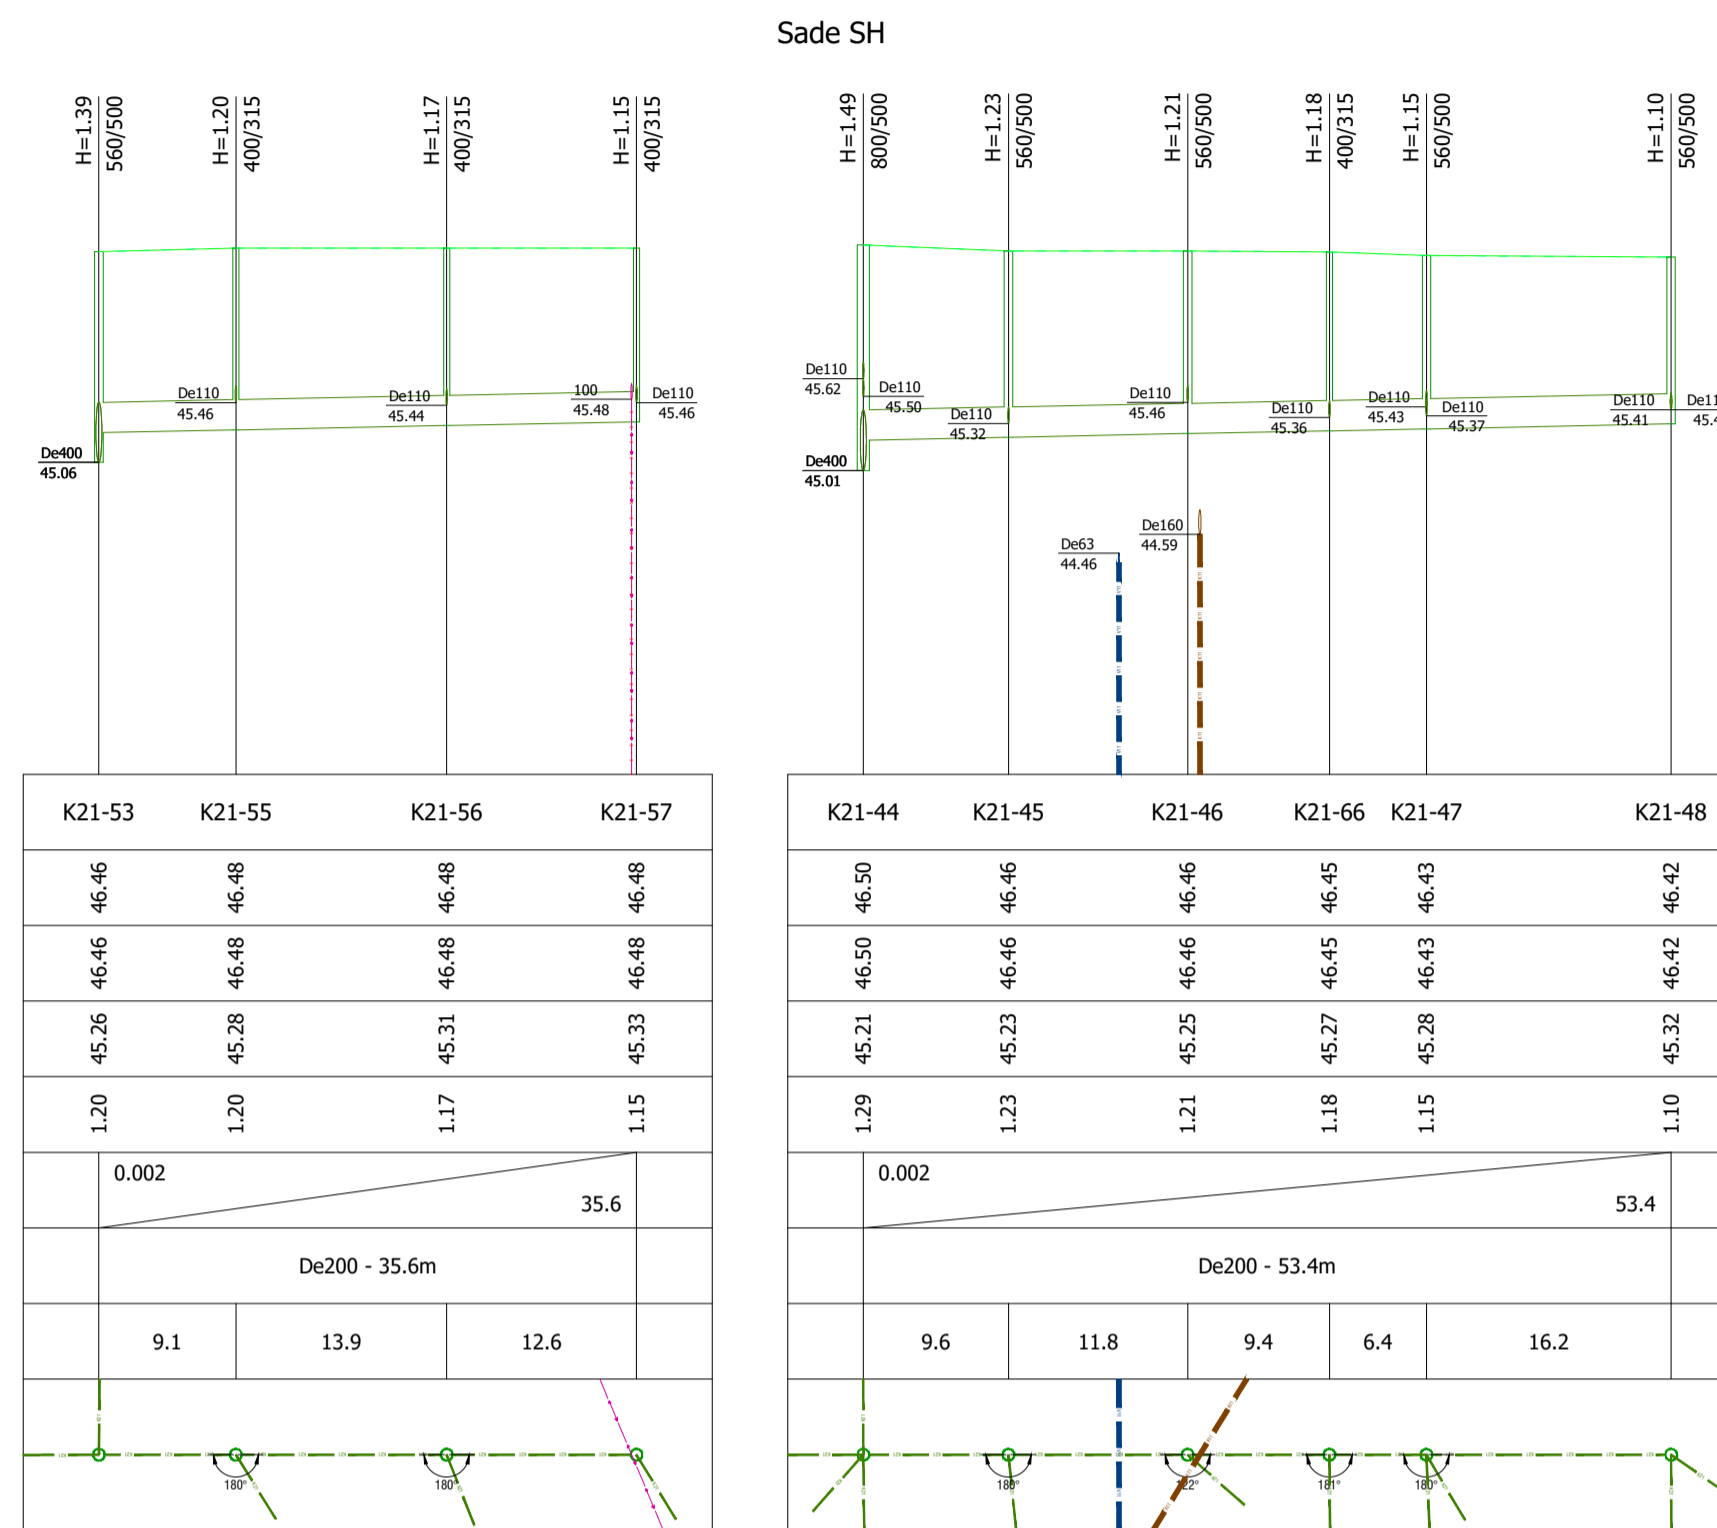 Sade SH
H=1.39
560/500
H=1.20
400/315
H=1.17
400/315
H=1.15
400/315
H=1.49
800/500
H=1.23
560/500
H=1.21
560/500
H=1.18
400/315
H=1.15
560/500
H=1.10
560/500
De110
45.46
De110
45.44
100
45.48
De110
45.46
De400
45.06
De110
45.62
De110
45.50
De110
45.32
De110
45.46
De110
45.36
De110
45.43
De110
45.37
De110
45.41
De400
45.01
De63
44.46
De160
44.59
K21-53 K21-55 K21-56 K21-57
46.46 46.48 46.48 46.48
46.46 46.48 46.48 46.48
45.26 45.28 45.31 45.33
1.20 1.20 1.17 1.15
0.002
35.6
De200 - 35.6m
9.1 13.9 12.6
180° 180°
K21-44 K21-45 K21-46 K21-66 K21-47 K21-48
46.50 46.46 46.46 46.45 46.43 46.42
46.50 46.46 46.46 46.45 46.43 46.42
45.21 45.23 45.25 45.27 45.28 45.32
1.29 1.23 1.21 1.18 1.15 1.10
0.002
53.4
De200 - 53.4m
9.6 11.8 9.4 6.4 16.2
180° 181° 180°